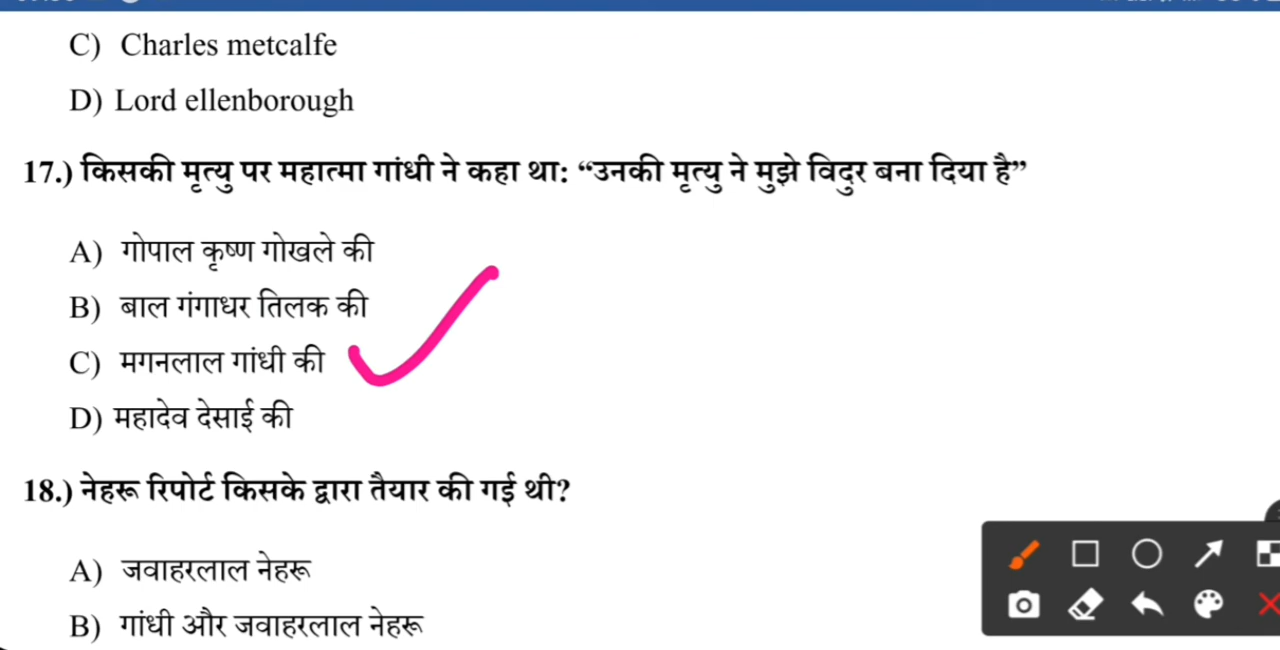 C) Charles metcalfe
D) Lord ellenborough
17.) किसकी मृत्यु पर महात्मा गांधी ने कहा था: “उनकी मृत्यु ने मुझे विदुर बना दिया है”
A) गोपाल कृष्ण गोखले की
B) बाल गंगाधर तिलक की
C) मगनलाल गांधी की
D) महादेव देसाई की
18.) नेहरू रिपोर्ट किसके द्वारा तैयार की गई थी?
A) जवाहरलाल नेहरू
B) गांधी और जवाहरलाल नेहरू